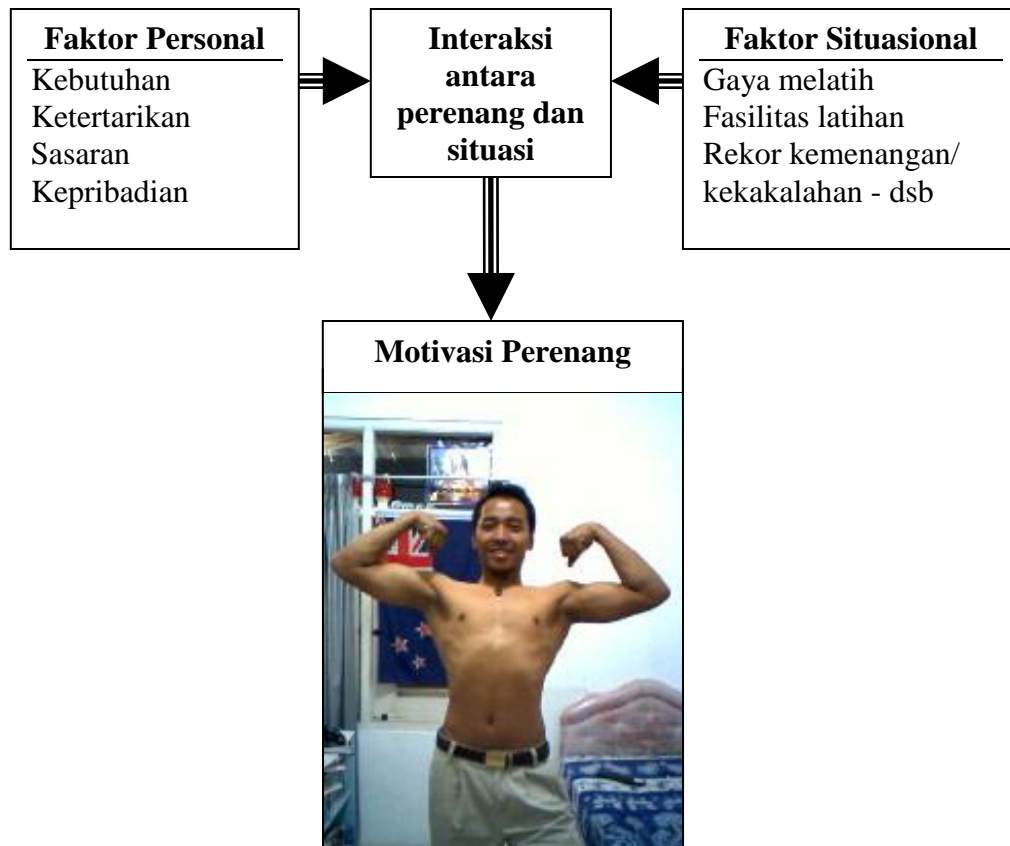 Faktor Personal
Kebutuhan
Ketertarikan
Sasaran
Kepribadian
Interaksi
antara
perenang dan
situasi
Faktor Situasional
Gaya melatih
Fasilitas latihan
Rekor kemenangan/
kekakalahan - dsb
Motivasi Perenang